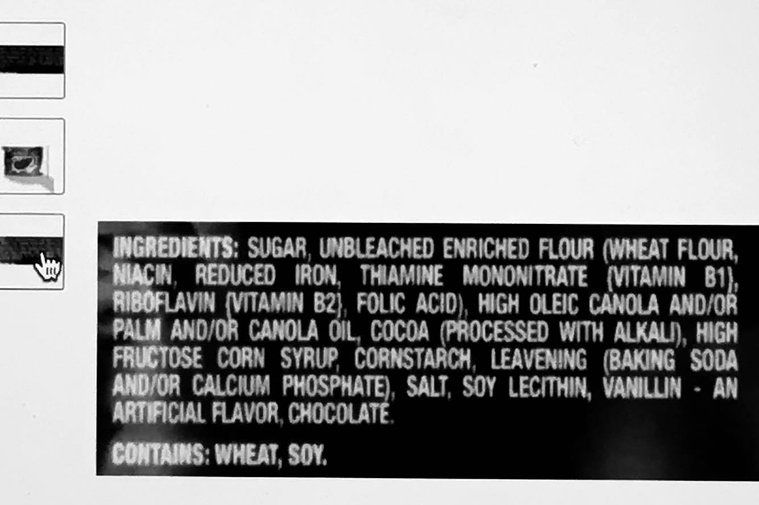 INGREDIENTS: SUGAR, UNBLEACHED ENRICHED FLOUR (WHEAT FLOUR,
NIACIN, REDUCED IRON, THIAMINE MONONITRATE {VITAMIN B1},
RIBOFLAVIN {VITAMIN B2}, FOLIC ACID), HIGH OLEIC CANOLA AND/OR
PALM AND/OR CANOLA OIL, COCOA (PROCESSED WITH ALKALI), HIGH
FRUCTOSE CORN SYRUP, CORNSTARCH, LEAVENING (BAKING SODA
AND/OR CALCIUM PHOSPHATE), SALT, SOY LECITHIN, VANILLIN - AN
ARTIFICIAL FLAVOR, CHOCOLATE.
CONTAINS: WHEAT, SOY.